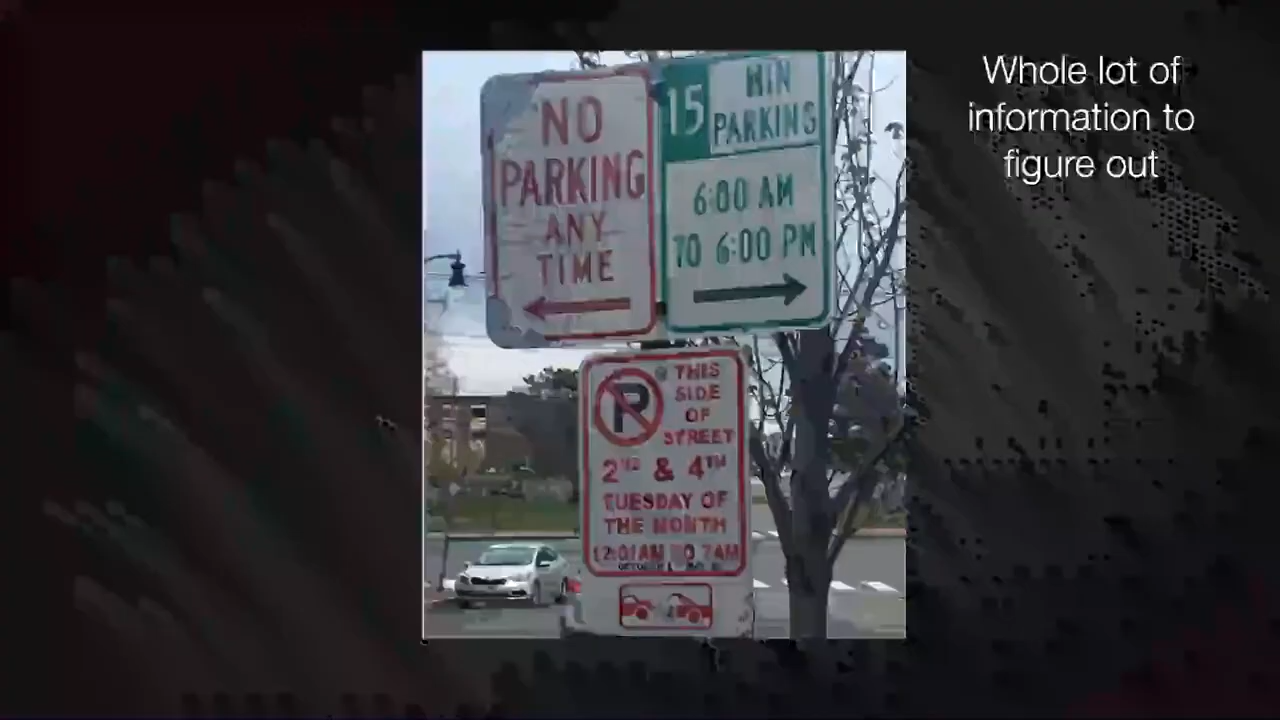 Whole lot of
information to
figure out
NO
PARKING
ANY
TIME
15 MIN
PARKING
6:00 AM
TO 6:00 PM
P
THIS
SIDE
OF
STREET
2ND & 4TH
TUESDAY OF
THE MONTH
12:01AM TO 7AM